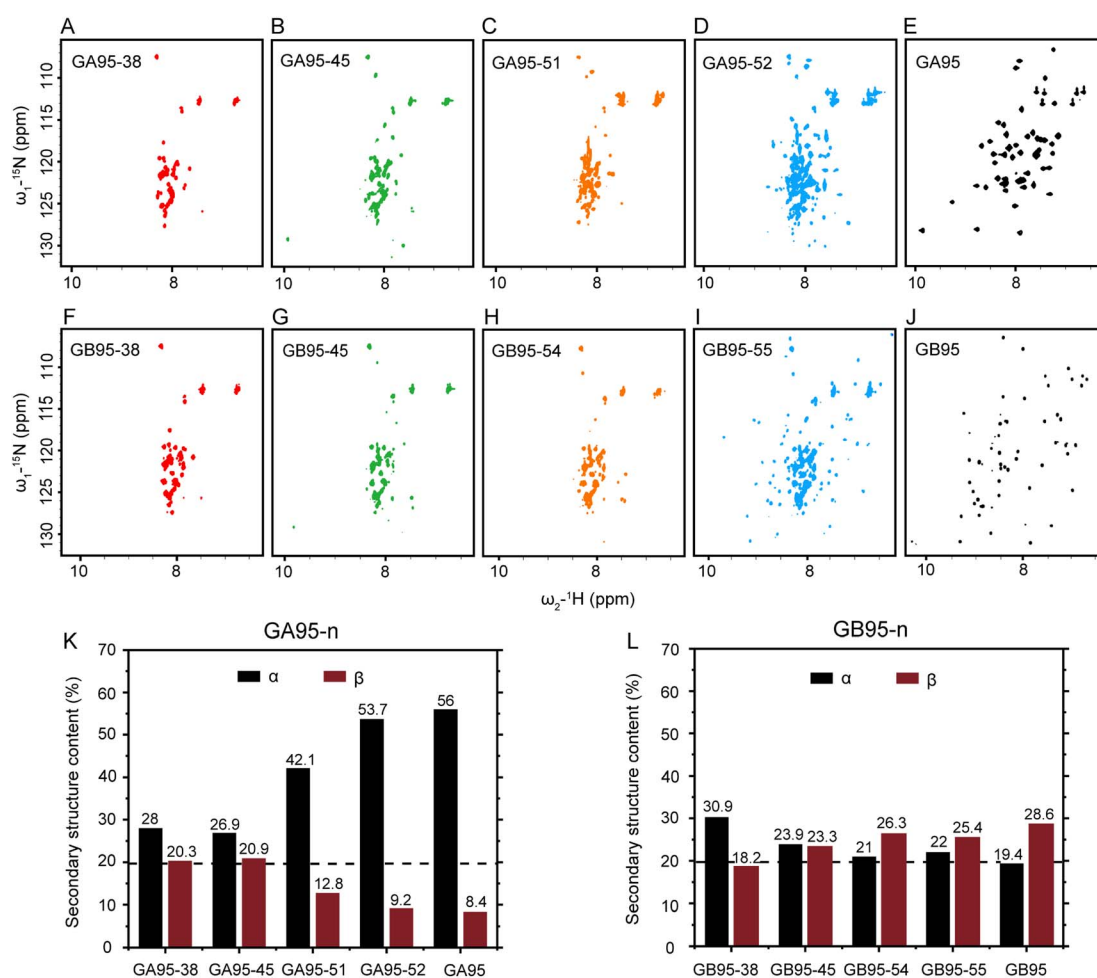 A
B
C
D
E
GA95-38
GA95-45
GA95-51
GA95-52
GA95
110
115
120
125
130
ω₁-¹⁵N (ppm)
10 8
10 8
10 8
10 8
10 8
F
G
H
I
J
GB95-38
GB95-45
GB95-54
GB95-55
GB95
110
115
120
125
130
ω₁-¹⁵N (ppm)
10 8
10 8
10 8
10 8
10 8
ω₂-¹H (ppm)
K
GA95-n
α β
Secondary structure content (%)
70
60
50
40
30
20
10
0
28 20.3
26.9 20.9
42.1 12.8
53.7 9.2
56 8.4
GA95-38 GA95-45 GA95-51 GA95-52 GA95
L
GB95-n
α β
Secondary structure content (%)
70
60
50
40
30
20
10
0
30.9 18.2
23.9 23.3
21 26.3
22 25.4
19.4 28.6
GB95-38 GB95-45 GB95-54 GB95-55 GB95